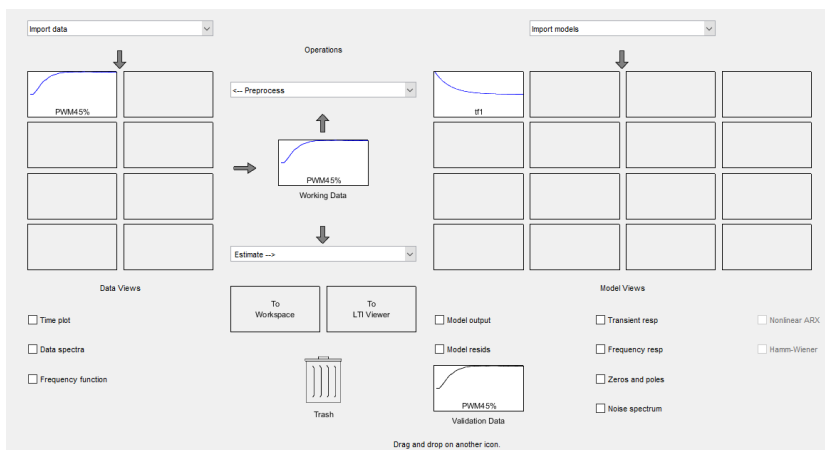 Import data
Import models
Operations
<-- Preprocess
PWM45%
tf1
PWM45%
Working Data
Estimate -->
Data Views
Model Views
To
Workspace
To
LTI Viewer
Time plot
Model output
Transient resp
Nonlinear ARX
Data spectra
Model resids
Frequency resp
Hamm-Wiener
Frequency function
Zeros and poles
PWM45%
Noise spectrum
Trash
Validation Data
Drag and drop on another icon.